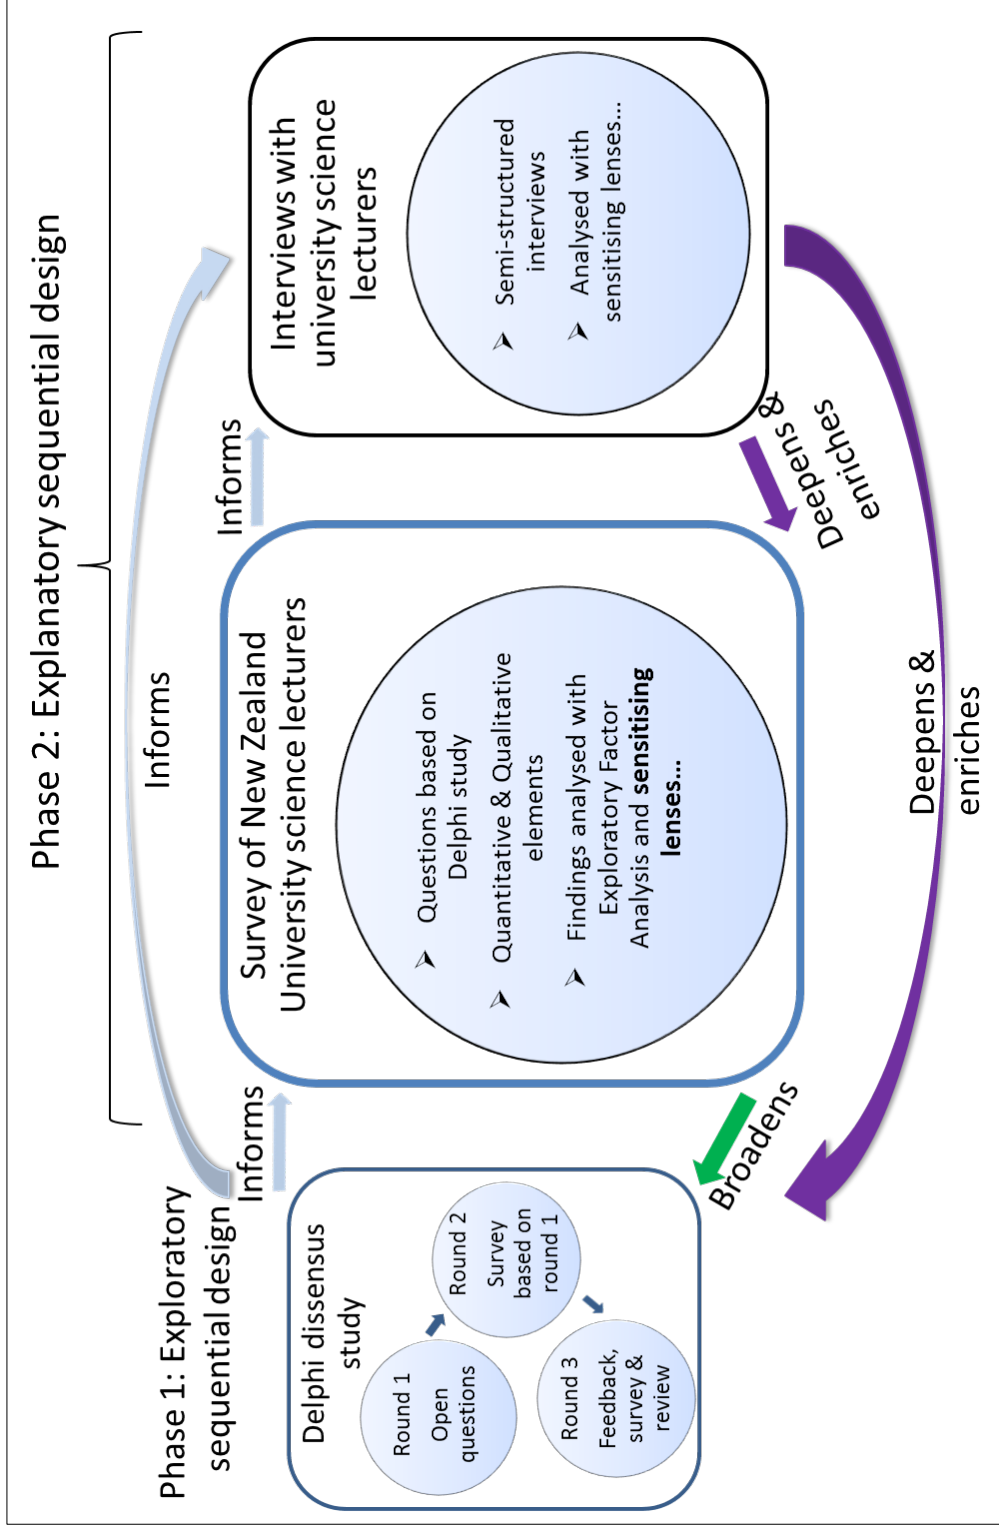 Phase 1: Exploratory
sequential design
Phase 2: Explanatory sequential design
Informs
Informs
Informs
Delphi dissensus
study
Round 1
Open
questions
Round 2
Survey
based on
round 1
Round 3
Feedback,
survey &
review
Survey of New Zealand
University science lecturers
➢ Questions based on
Delphi study
➢ Quantitative & Qualitative
elements
➢ Findings analysed with
Exploratory Factor
Analysis and sensitising
lenses...
Interviews with
university science
lecturers
➢ Semi-structured
interviews
➢ Analysed with
sensitising lenses...
Broadens
Deepens &
enriches
Deepens &
enriches